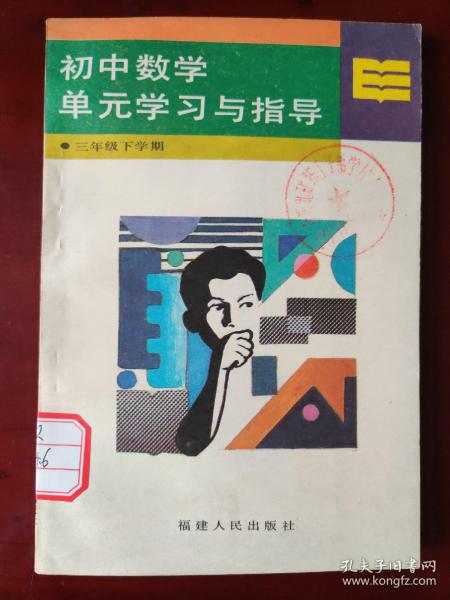 初中数学
单元学习与指导
• 三年级下学期
福建人民出版社
孔夫子旧书网
www.kongfz.com